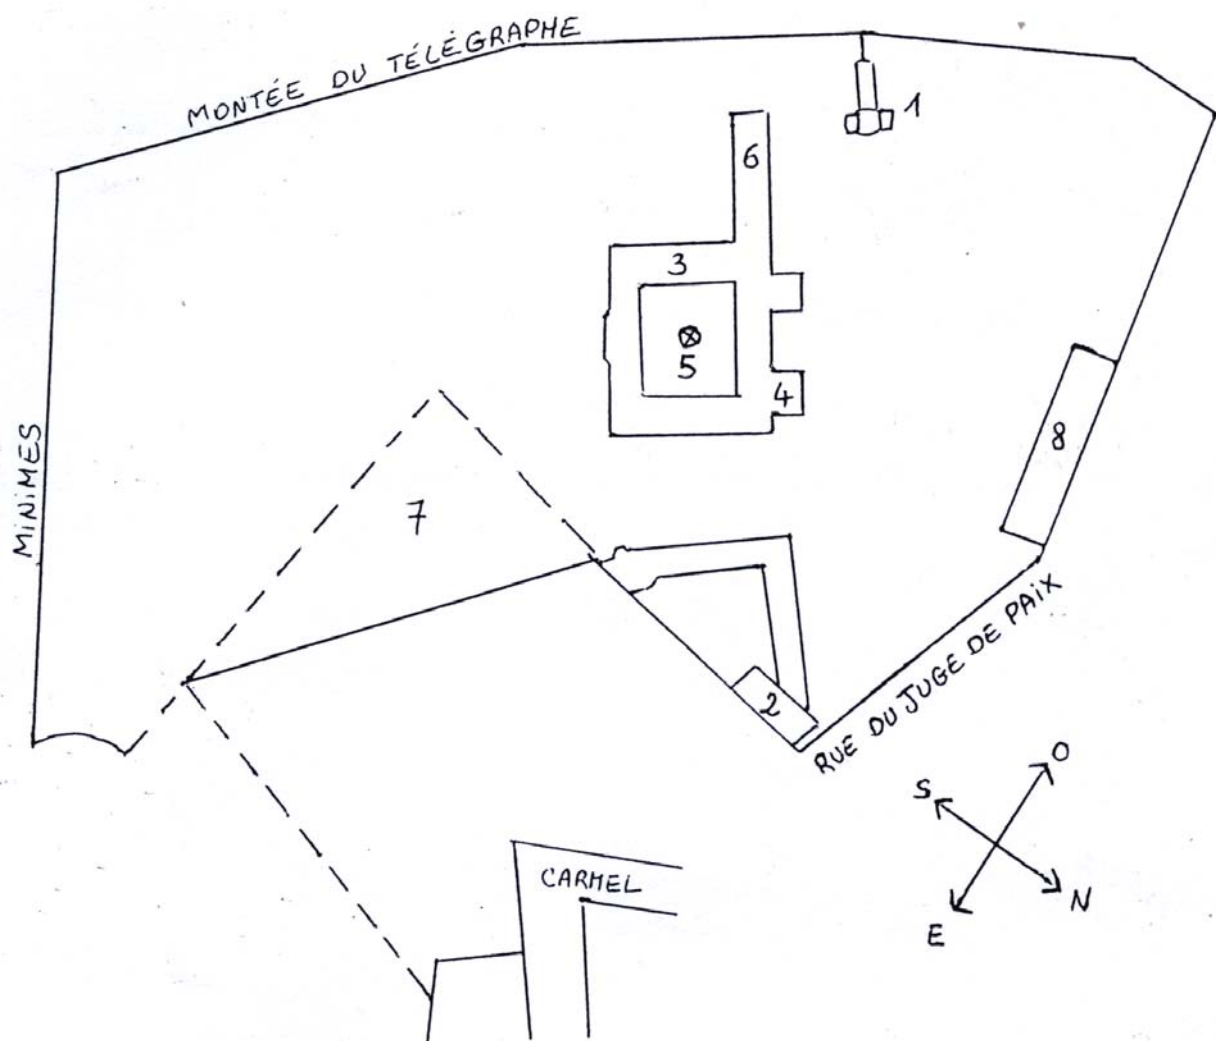 MONTÉE DU TÉLÉGRAPHE
1
6
3
5
4
8
MiNiMES
7
2
RUE DU JUGE DE PAiX
O
S
N
E
CARMEL